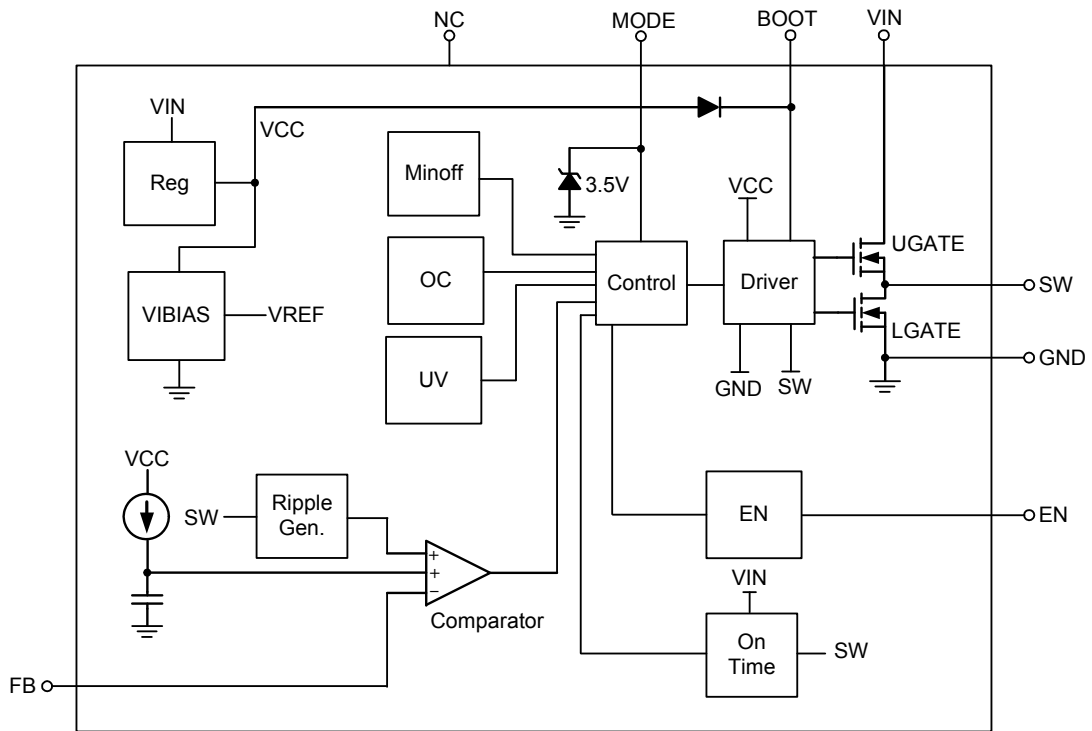 NC
MODE
BOOT
VIN
VIN
VCC
Reg
Minoff
3.5V
VCC
UGATE
OC
Control
Driver
SW
VIBIAS
VREF
LGATE
UV
GND
SW
GND
VCC
SW
Ripple
Gen.
EN
EN
+
+
−
VIN
Comparator
On
Time
SW
FB